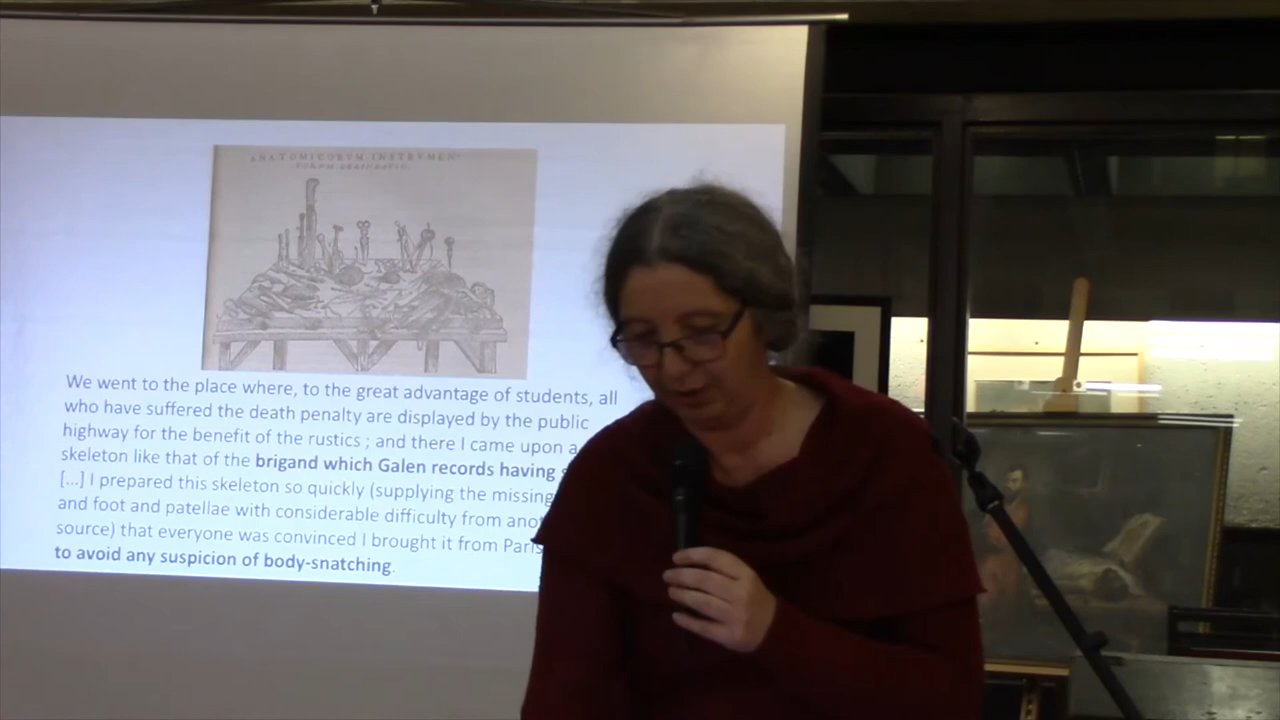 ANATOMICORVM INSTRVMEN-
We went to the place where, to the great advantage of students, all
who have suffered the death penalty are displayed by the public
highway for the benefit of the rustics ; and there I came upon a
skeleton like that of the brigand which Galen records having
[...] I prepared this skeleton so quickly (supplying the missing
and foot and patellae with considerable difficulty from
source) that everyone was convinced I brought it from Paris
to avoid any suspicion of body-snatching.